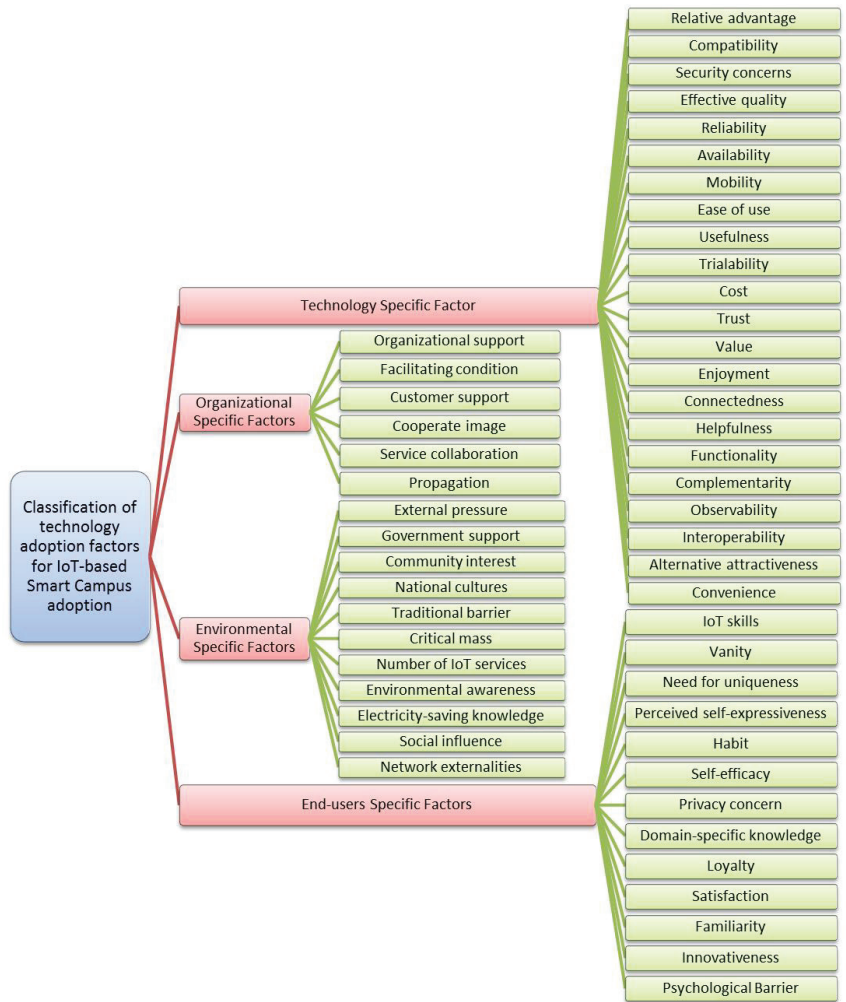 Classification of
technology
adoption factors
for IoT-based
Smart Campus
adoption
Technology Specific Factor
Relative advantage
Compatibility
Security concerns
Effective quality
Reliability
Availability
Mobility
Ease of use
Usefulness
Trialability
Cost
Trust
Value
Enjoyment
Connectedness
Helpfulness
Functionality
Complementarity
Observability
Interoperability
Alternative attractiveness
Convenience
Organizational
Specific Factors
Organizational support
Facilitating condition
Customer support
Cooperate image
Service collaboration
Propagation
Environmental
Specific Factors
External pressure
Government support
Community interest
National cultures
Traditional barrier
Critical mass
Number of IoT services
Environmental awareness
Electricity-saving knowledge
Social influence
Network externalities
End-users Specific Factors
IoT skills
Vanity
Need for uniqueness
Perceived self-expressiveness
Habit
Self-efficacy
Privacy concern
Domain-specific knowledge
Loyalty
Satisfaction
Familiarity
Innovativeness
Psychological Barrier